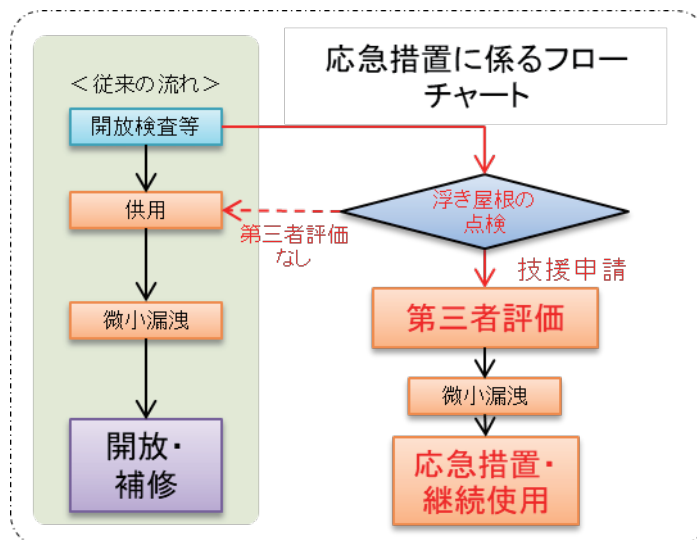 応急措置に係るフロー
チャート
＜従来の流れ＞
開放検査等
供用
微小漏洩
開放・
補修
浮き屋根の
点検
第三者評価
なし
技援申請
第三者評価
微小漏洩
応急措置・
継続使用